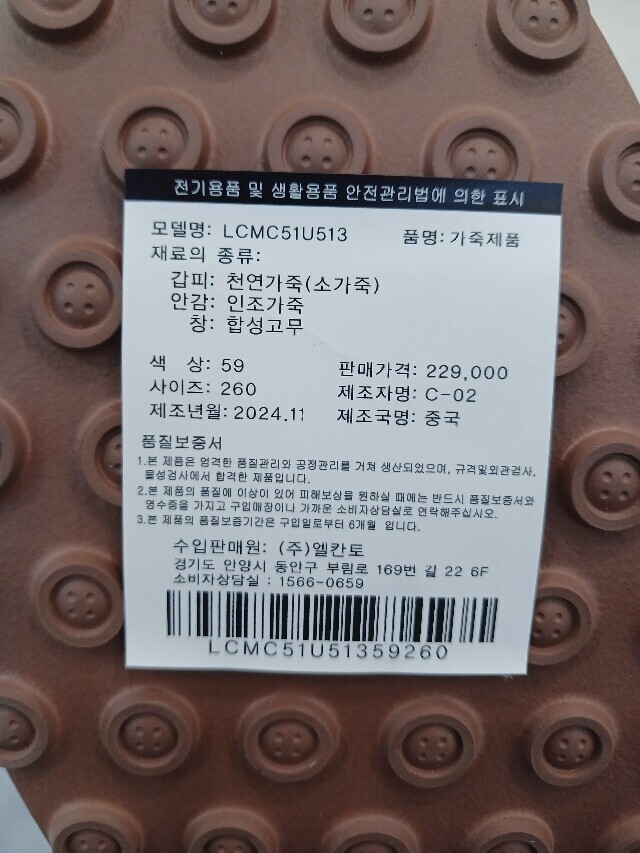 전기용품 및 생활용품 안전관리법에 의한 표시
모델명: LCMC51U513 품명: 가죽제품
재료의 종류:
갑피: 천연가죽(소가죽)
안감: 인조가죽
창: 합성고무
색 상: 59 판매가격: 229,000
사이즈: 260 제조자명: C-02
제조년월: 2024.11 제조국명: 중국
품질보증서
1.본 제품은 엄격한 품질관리와 공정관리를 거쳐 생산되었으며, 규격및외관검사,
물성검사에서 합격한 제품입니다.
2.본 제품의 품질에 이상이 있어 피해보상을 원하실 때에는 반드시 품질보증서와
영수증을 가지고 구입매장이나 가까운 소비자상담실로 연락해주십시오.
3.본 제품의 품질보증기간은 구입일로부터 6개월 입니다.
수입판매원: (주)엘칸토
경기도 안양시 동안구 부림로 169번 길 22 6F
소비자상담실 : 1566-0659
LCMC51U51359260